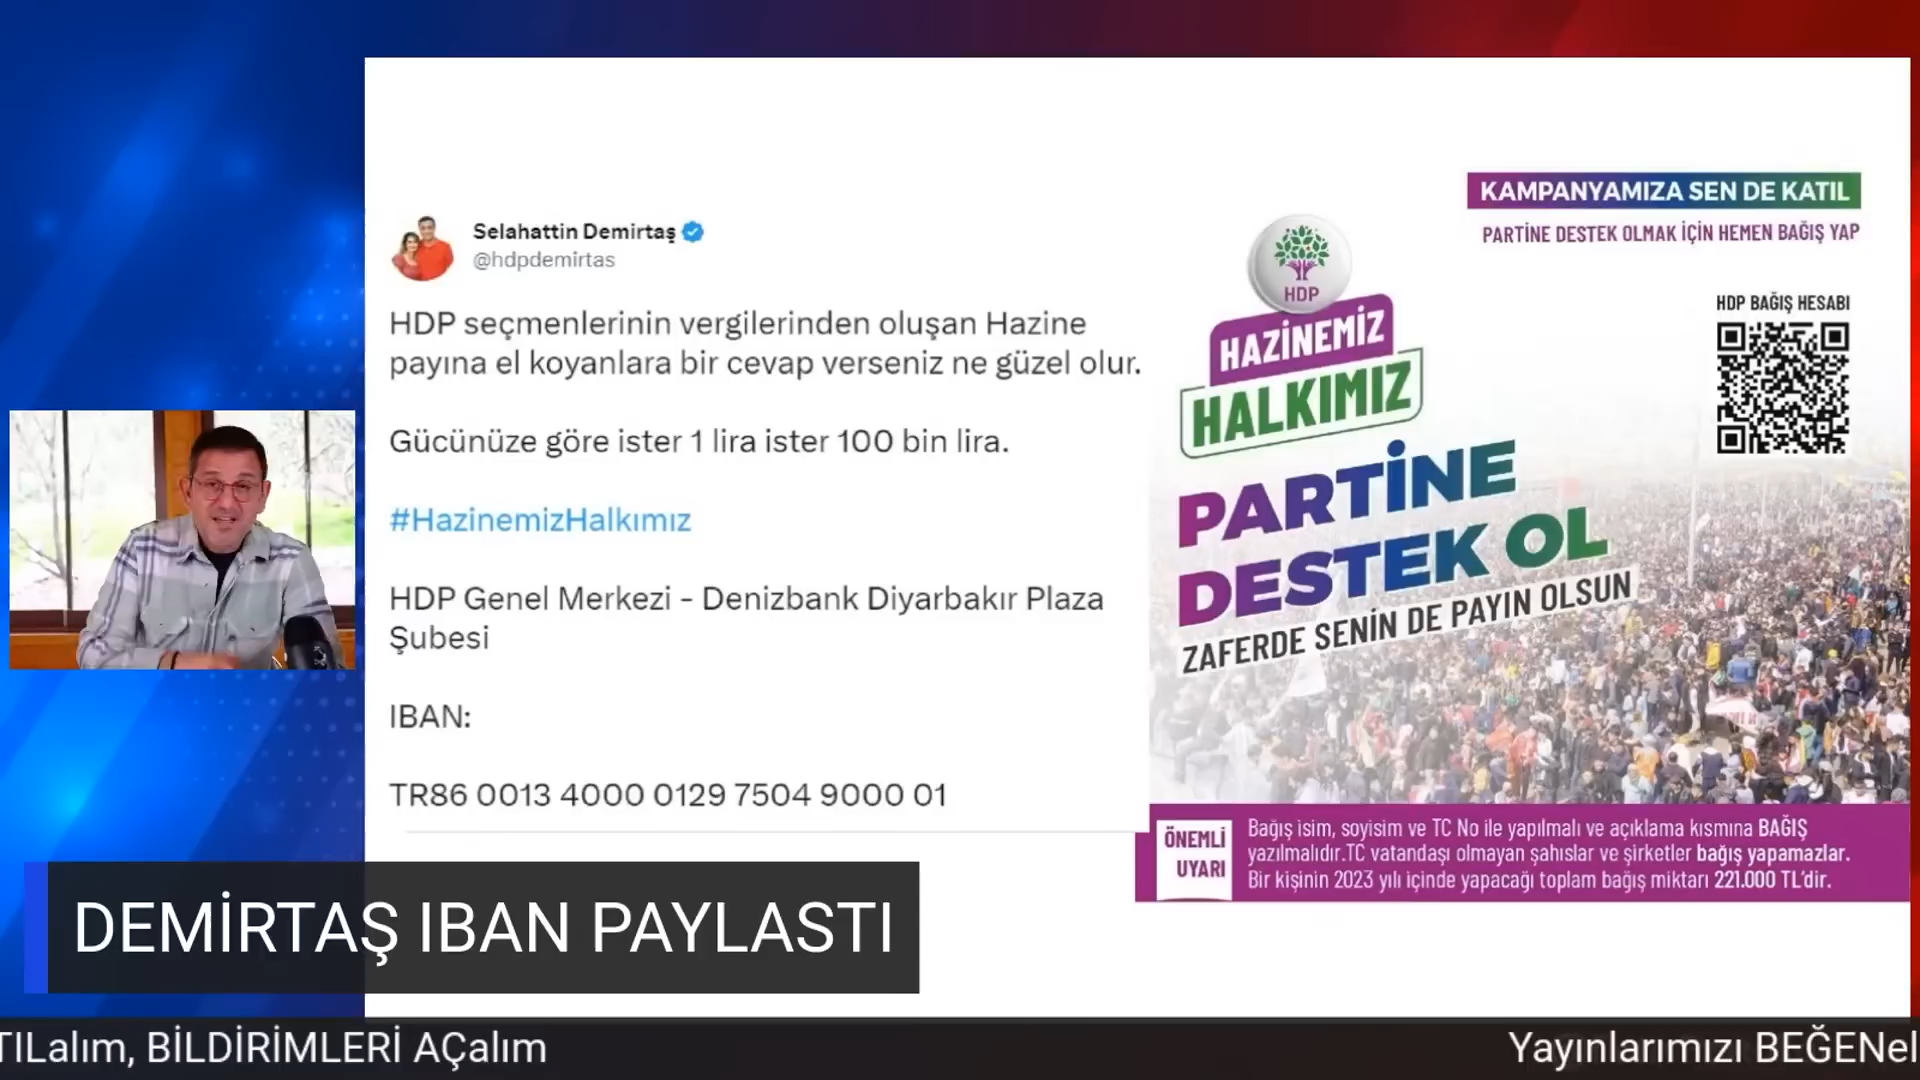 Selahattin Demirtaş
@hdpdemirtas
HDP seçmenlerinin vergilerinden oluşan Hazine
payına el koyanlara bir cevap verseniz ne güzel olur.
Gücünüze göre ister 1 lira ister 100 bin lira.
#HazinemizHalkımız
HDP Genel Merkezi - Denizbank Diyarbakır Plaza
Şubesi
IBAN:
TR86 0013 4000 0129 7504 9000 01
KAMPANYAMIZA SEN DE KATIL
PARTİNE DESTEK OLMAK İÇİN HEMEN BAĞIŞ YAP
HDP BAĞIŞ HESABI
HDP
HAZİNEMİZ
HALKIMIZ
PARTİNE
DESTEK OL
ZAFERDE SENİN DE PAYIN OLSUN
ÖNEMLİ
UYARI
Bağış isim, soyisim ve TC No ile yapılmalı ve açıklama kısmına BAĞIŞ
yazılmalıdır.TC vatandaşı olmayan şahıslar ve şirketler bağış yapamazlar.
Bir kişinin 2023 yılı içinde yapacağı toplam bağış miktarı 221.000 TL'dir.
DEMİRTAŞ IBAN PAYLASTI
TILalım, BİLDİRİMLERİ AÇalım
Yayınlarımızı BEĞENel